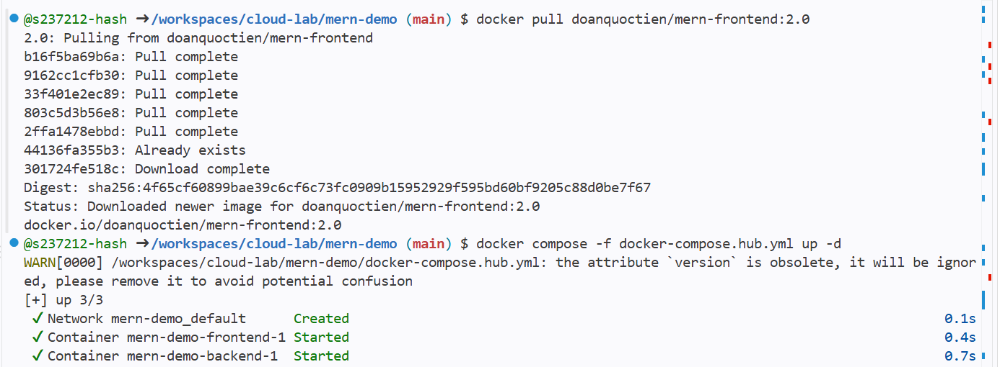 @s237212-hash ➜/workspaces/cloud-lab/mern-demo (main) $ docker pull doanquoctien/mern-frontend:2.0
2.0: Pulling from doanquoctien/mern-frontend
b16f5ba69b6a: Pull complete
9162cc1cfb30: Pull complete
33f401e2ec89: Pull complete
803c5d3b56e8: Pull complete
2ffa1478ebbd: Pull complete
44136fa355b3: Already exists
301724fe518c: Download complete
Digest: sha256:4f65cf60899bae39c6cf6c73fc0909b15952929f595bd60bf9205c88d0be7f67
Status: Downloaded newer image for doanquoctien/mern-frontend:2.0
docker.io/doanquoctien/mern-frontend:2.0
@s237212-hash ➜/workspaces/cloud-lab/mern-demo (main) $ docker compose -f docker-compose.hub.yml up -d
WARN[0000] /workspaces/cloud-lab/mern-demo/docker-compose.hub.yml: the attribute `version` is obsolete, it will be ignor
ed, please remove it to avoid potential confusion
[+] up 3/3
✔ Network mern-demo_default Created 0.1s
✔ Container mern-demo-frontend-1 Started 0.4s
✔ Container mern-demo-backend-1 Started 0.7s